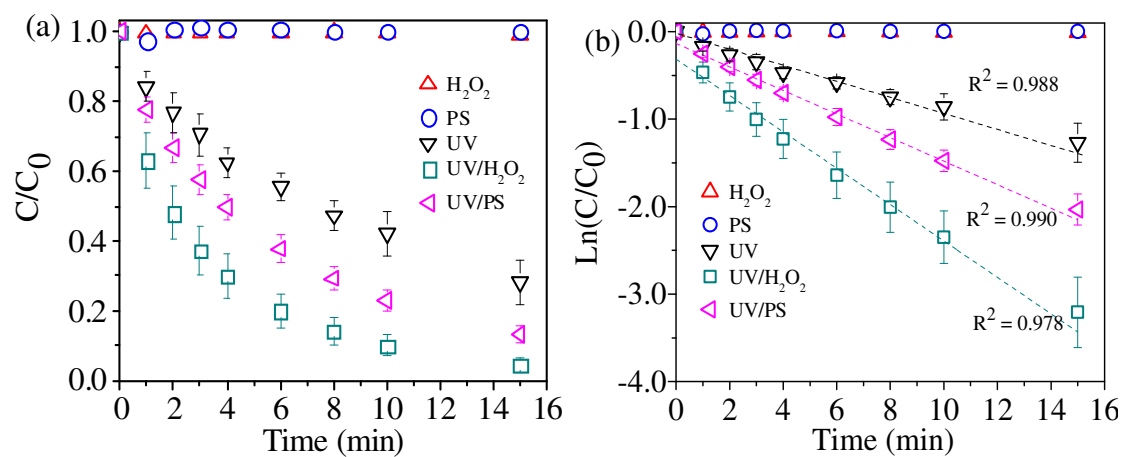 (a)
1.0
0.8
0.6
0.4
0.2
0.0
C/C0
H2O2
PS
UV
UV/H2O2
UV/PS
0 2 4 6 8 10 12 14 16
Time (min)
(b)
0.0
-1.0
-2.0
-3.0
-4.0
Ln(C/C0)
R2 = 0.988
R2 = 0.990
R2 = 0.978
H2O2
PS
UV
UV/H2O2
UV/PS
0 2 4 6 8 10 12 14 16
Time (min)